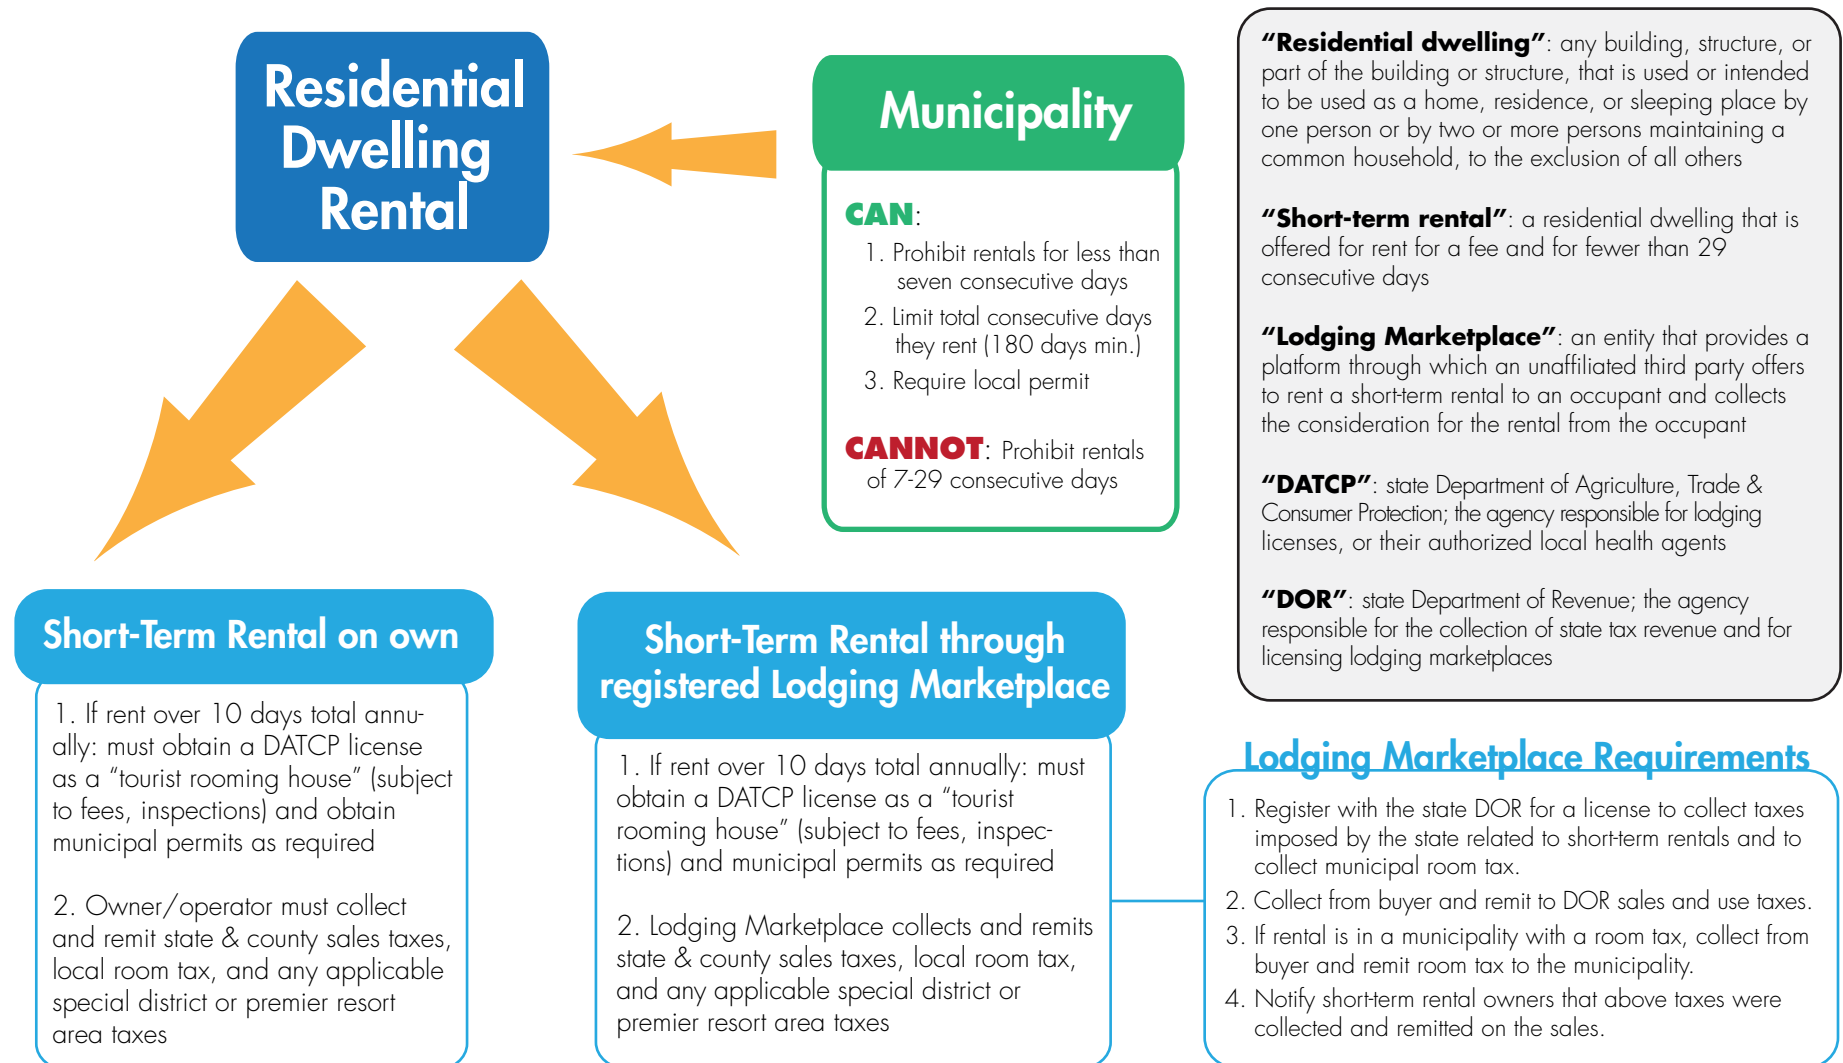 Residential
Dwelling
Rental
Municipality
CAN:
1. Prohibit rentals for less than
seven consecutive days
2. Limit total consecutive days
they rent (180 days min.)
3. Require local permit
CANNOT: Prohibit rentals
of 7-29 consecutive days
“Residential dwelling”: any building, structure, or
part of the building or structure, that is used or intended
to be used as a home, residence, or sleeping place by
one person or by two or more persons maintaining a
common household, to the exclusion of all others
“Short-term rental”: a residential dwelling that is
offered for rent for a fee and for fewer than 29
consecutive days
“Lodging Marketplace”: an entity that provides a
platform through which an unaffiliated third party offers
to rent a short-term rental to an occupant and collects
the consideration for the rental from the occupant
“DATCP”: state Department of Agriculture, Trade &
Consumer Protection; the agency responsible for lodging
licenses, or their authorized local health agents
“DOR”: state Department of Revenue; the agency
responsible for the collection of state tax revenue and for
licensing lodging marketplaces
Short-Term Rental on own
1. If rent over 10 days total annu-
ally: must obtain a DATCP license
as a “tourist rooming house” (subject
to fees, inspections) and obtain
municipal permits as required
2. Owner/operator must collect
and remit state & county sales taxes,
local room tax, and any applicable
special district or premier resort
area taxes
Short-Term Rental through
registered Lodging Marketplace
1. If rent over 10 days total annually: must
obtain a DATCP license as a “tourist
rooming house” (subject to fees, inspec-
tions) and municipal permits as required
2. Lodging Marketplace collects and remits
state & county sales taxes, local room tax,
and any applicable special district or
premier resort area taxes
Lodging Marketplace Requirements
1. Register with the state DOR for a license to collect taxes
imposed by the state related to short-term rentals and to
collect municipal room tax.
2. Collect from buyer and remit to DOR sales and use taxes.
3. If rental is in a municipality with a room tax, collect from
buyer and remit room tax to the municipality.
4. Notify short-term rental owners that above taxes were
collected and remitted on the sales.